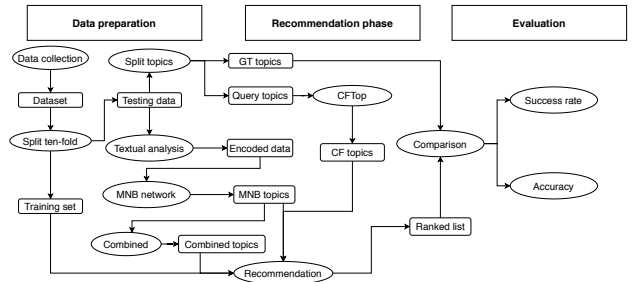 Data preparation
Recommendation phase
Evaluation
Data collection
Split topics
GT topics
Dataset
Testing data
Query topics
CFTop
Success rate
Split ten-fold
Textual analysis
Encoded data
CF topics
Comparison
MNB network
MNB topics
Accuracy
Training set
Ranked list
Combined
Combined topics
Recommendation